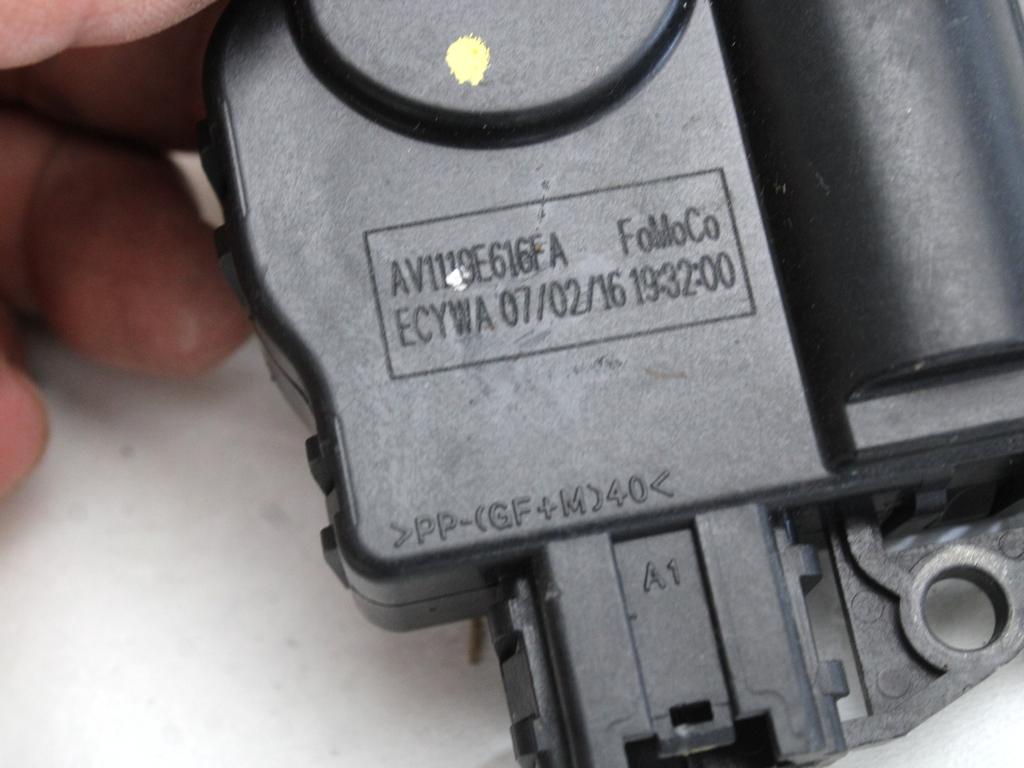 AV1119E616FA FoMoCo
ECYWA 07/02/16 19:32:00
>PP-(GF+M)40<
A1